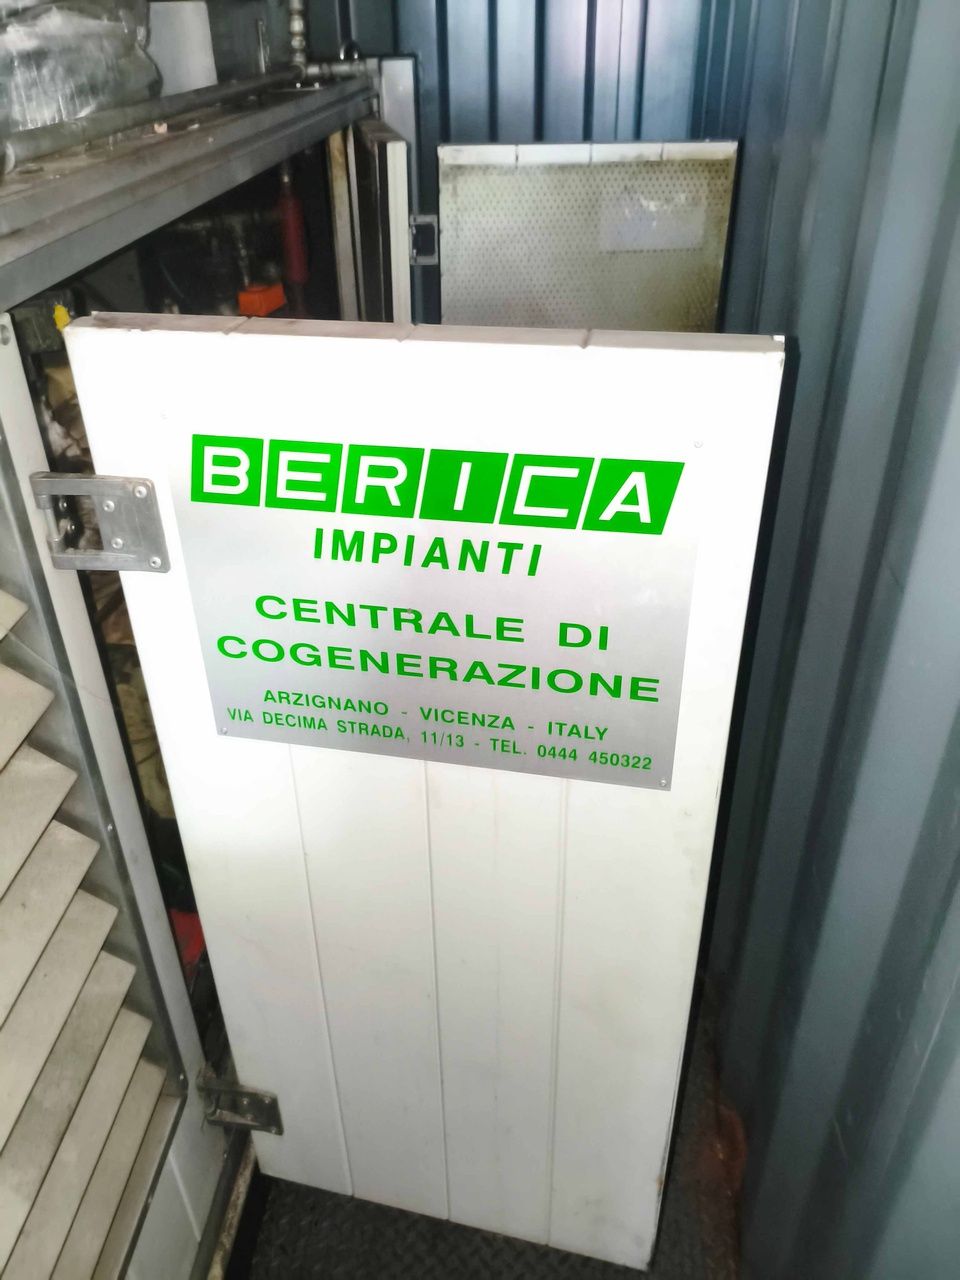 BERICA
IMPIANTI
CENTRALE DI
COGENERAZIONE
ARZIGNANO - VICENZA - ITALY
VIA DECIMA STRADA, 11/13 - TEL. 0444 450322